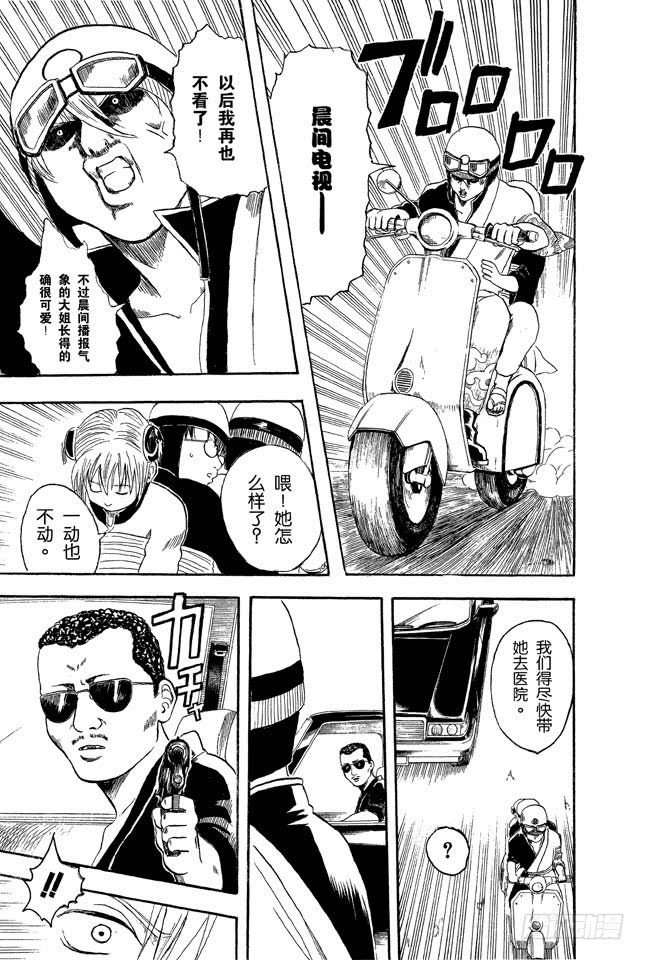 ブロロロロ
晨间电视——
以后我再也
不看了！
不过晨间播报气
象的大姐长得的
确很可爱！
喂！她怎
么样了？
一动也
不动。
我们得尽快带
她去医院。
？
カチャ
!!